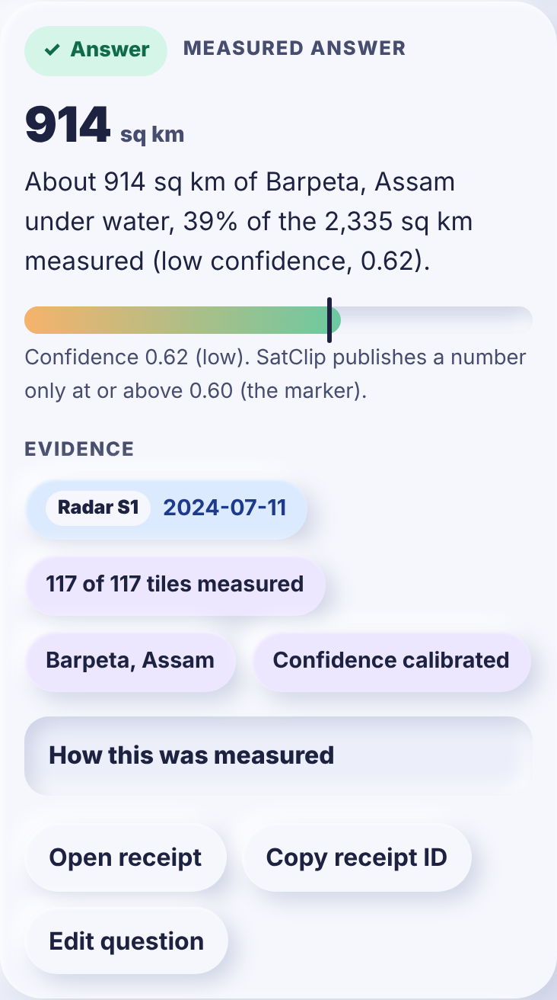 ✓ Answer MEASURED ANSWER
914 sq km
About 914 sq km of Barpeta, Assam
under water, 39% of the 2,335 sq km
measured (low confidence, 0.62).
Confidence 0.62 (low). SatClip publishes a number
only at or above 0.60 (the marker).
EVIDENCE
Radar S1 2024-07-11
117 of 117 tiles measured
Barpeta, Assam Confidence calibrated
How this was measured
Open receipt Copy receipt ID
Edit question